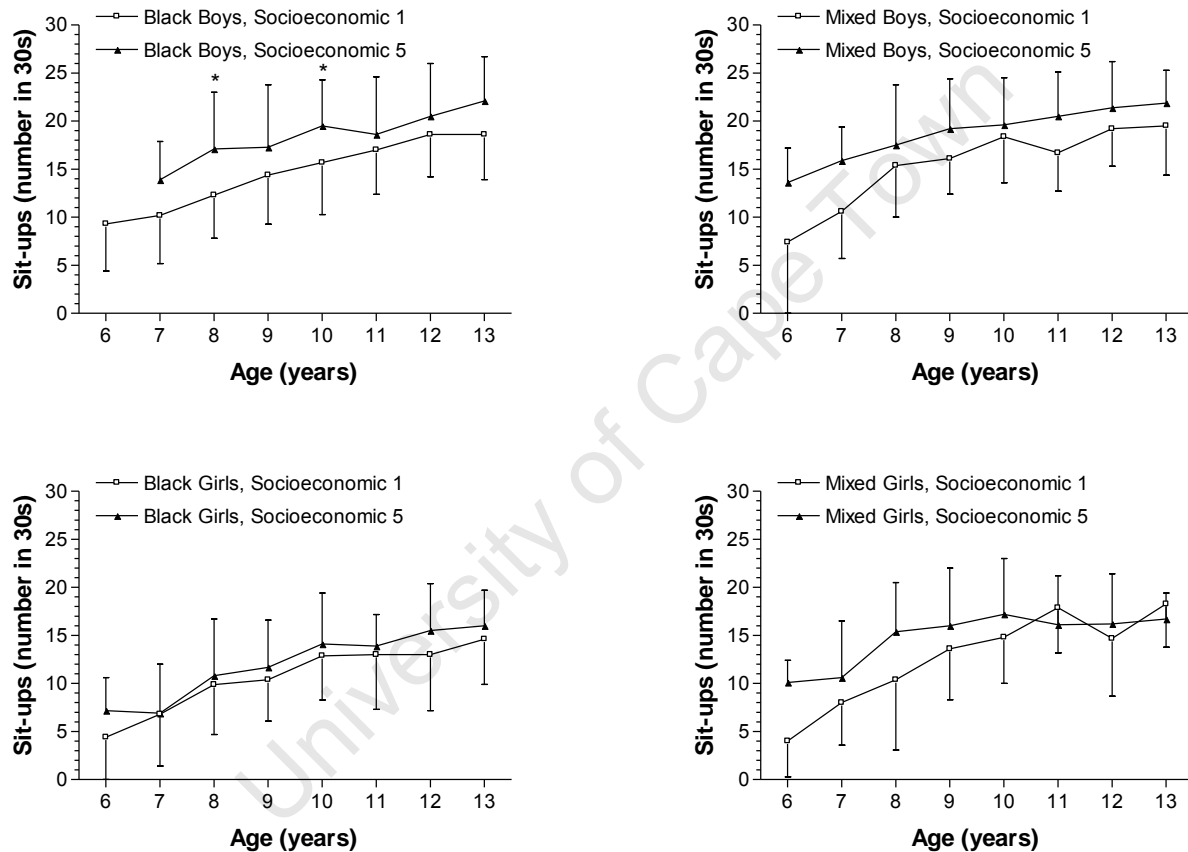 Black Boys, Socioeconomic 1
Black Boys, Socioeconomic 5
Sit-ups (number in 30s)
30
25
20
15
10
5
0
* *
6 7 8 9 10 11 12 13
Age (years)
Mixed Boys, Socioeconomic 1
Mixed Boys, Socioeconomic 5
Sit-ups (number in 30s)
30
25
20
15
10
5
0
6 7 8 9 10 11 12 13
Age (years)
Black Girls, Socioeconomic 1
Black Girls, Socioeconomic 5
Sit-ups (number in 30s)
30
25
20
15
10
5
0
6 7 8 9 10 11 12 13
Age (years)
Mixed Girls, Socioeconomic 1
Mixed Girls, Socioeconomic 5
Sit-ups (number in 30s)
30
25
20
15
10
5
0
6 7 8 9 10 11 12 13
Age (years)
University of Cape Town